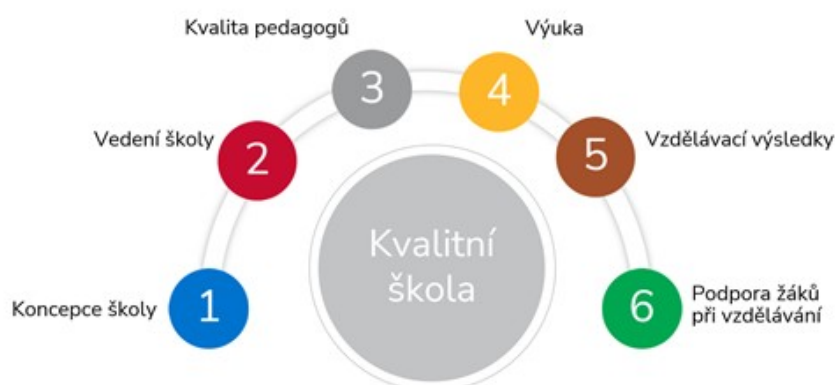 Kvalita pedagogů
Výuka
3
4
Vedení školy
2
5
Vzdělávací výsledky
Kvalitní
škola
Koncepce školy
1
6
Podpora žáků
při vzdělávání